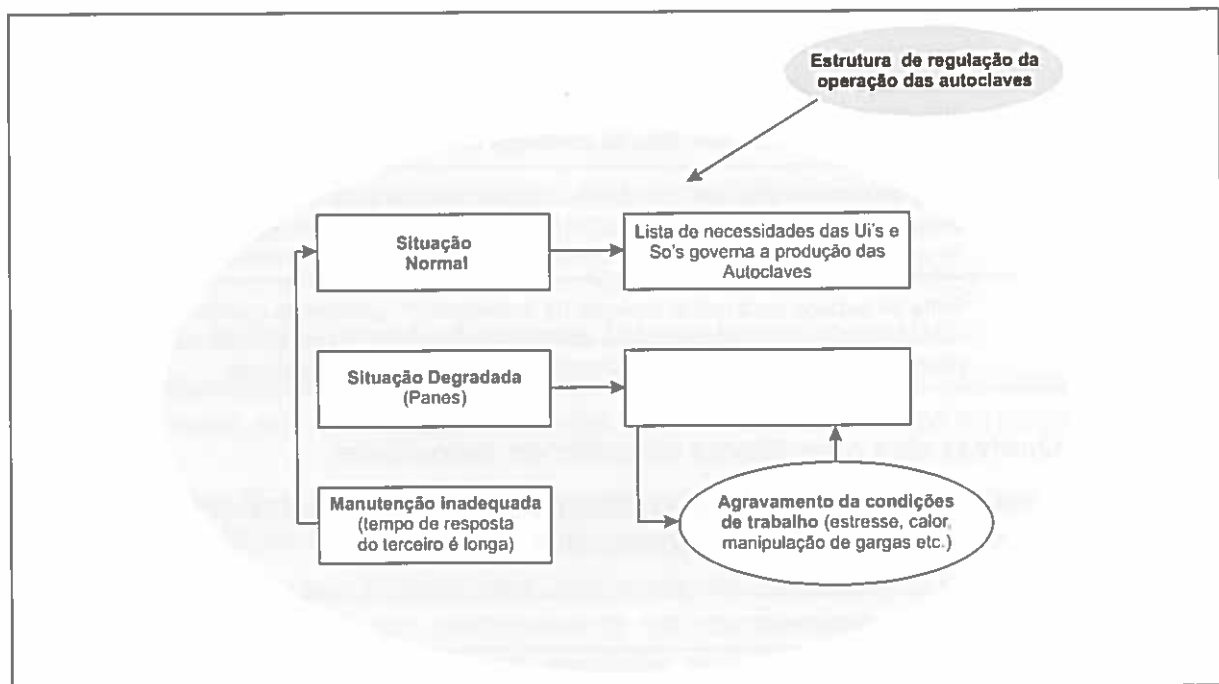 Estrutura de regulação da
operação das autoclaves
Situação
Normal
Lista de necessidades das Ui's e
So's governa a produção das
Autoclaves
Situação Degradada
(Panes)
Manutenção inadequada
(tempo de resposta
do terceiro é longa)
Agravamento da condições
de trabalho (estresse, calor,
manipulação de gargas etc.)